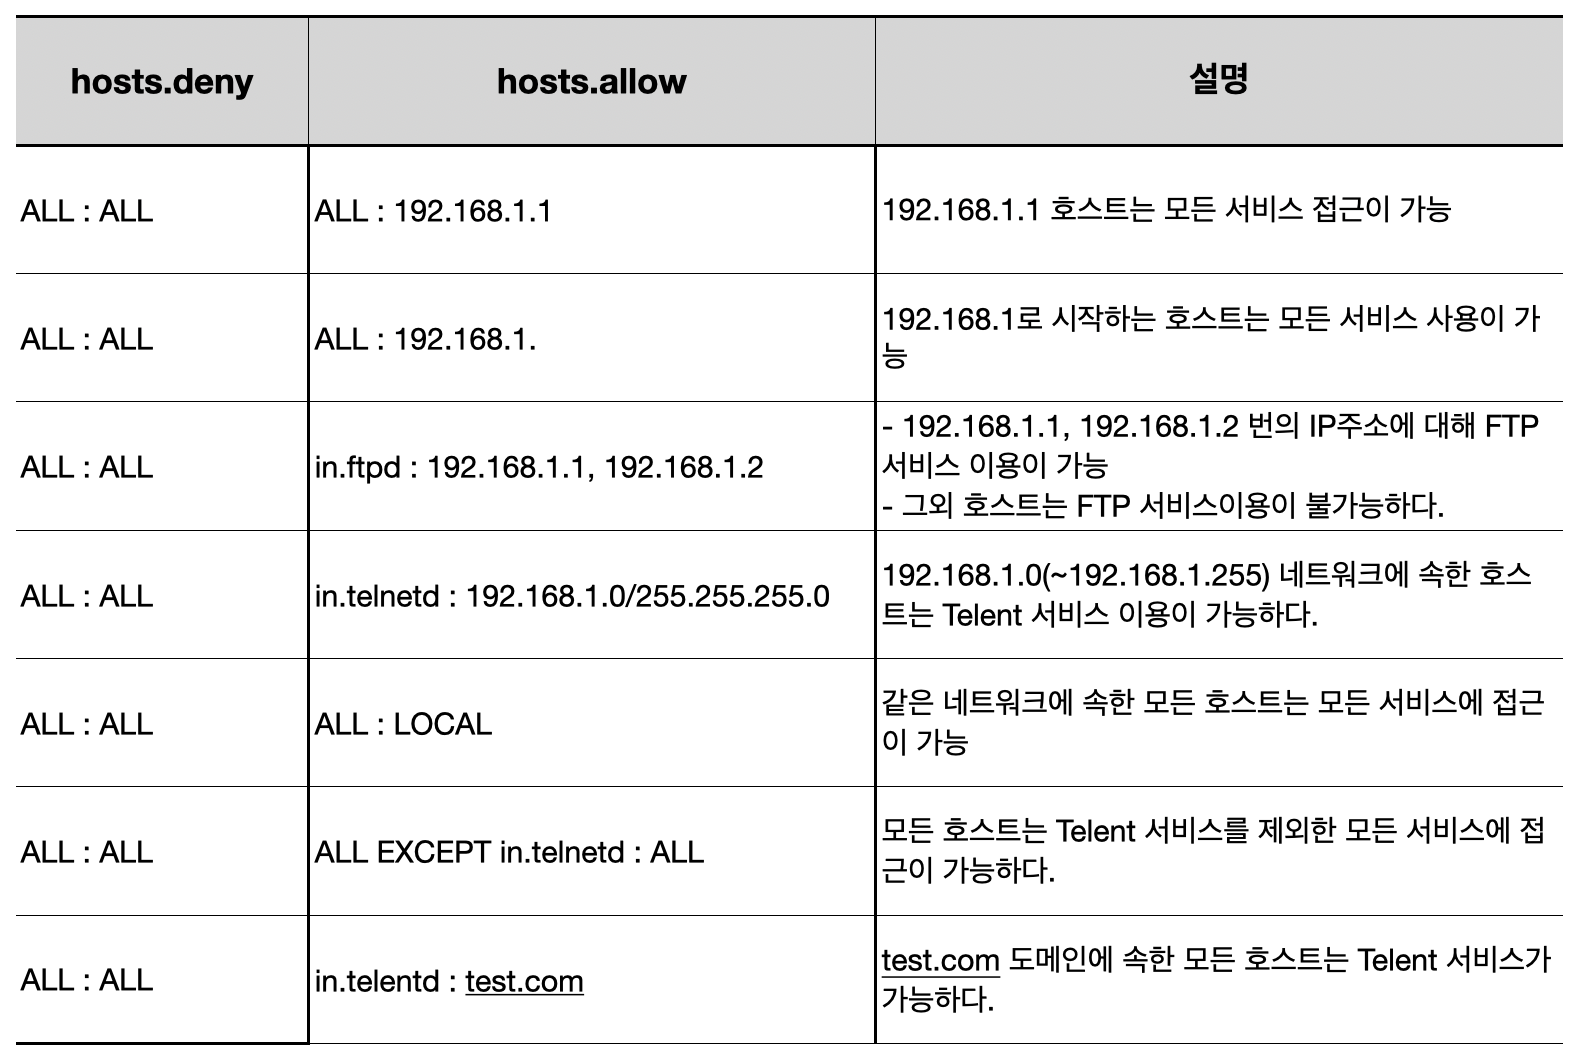 hosts.deny hosts.allow 설명
ALL : ALL ALL : 192.168.1.1 192.168.1.1 호스트는 모든 서비스 접근이 가능
ALL : ALL ALL : 192.168.1. 192.168.1로 시작하는 호스트는 모든 서비스 사용이 가
능
ALL : ALL in.ftpd : 192.168.1.1, 192.168.1.2 - 192.168.1.1, 192.168.1.2 번의 IP주소에 대해 FTP
서비스 이용이 가능
- 그외 호스트는 FTP 서비스이용이 불가능하다.
ALL : ALL in.telnetd : 192.168.1.0/255.255.255.0 192.168.1.0(~192.168.1.255) 네트워크에 속한 호스
트는 Telent 서비스 이용이 가능하다.
ALL : ALL ALL : LOCAL 같은 네트워크에 속한 모든 호스트는 모든 서비스에 접근
이 가능
ALL : ALL ALL EXCEPT in.telnetd : ALL 모든 호스트는 Telent 서비스를 제외한 모든 서비스에 접
근이 가능하다.
ALL : ALL in.telentd : test.com test.com 도메인에 속한 모든 호스트는 Telent 서비스가
가능하다.